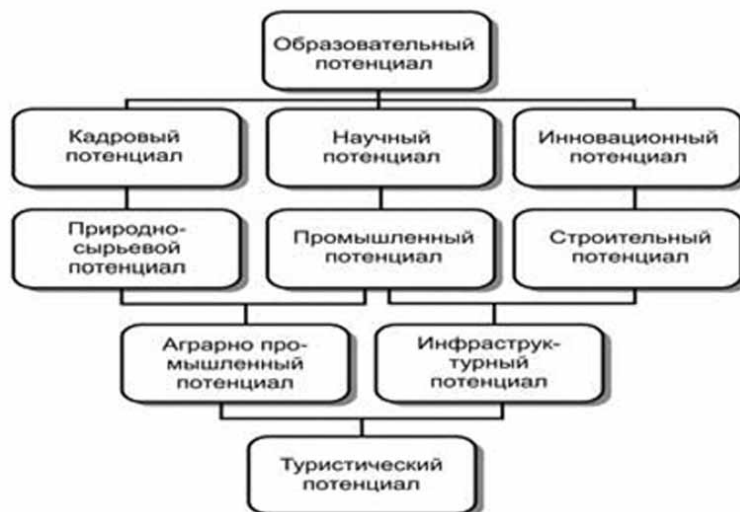 Образовательный
потенциал
Кадровый
потенциал
Научный
потенциал
Инновационный
потенциал
Природно-
сырьевой
потенциал
Промышленный
потенциал
Строительный
потенциал
Аграрно про-
мышленный
потенциал
Инфраструк-
турный
потенциал
Туристический
потенциал